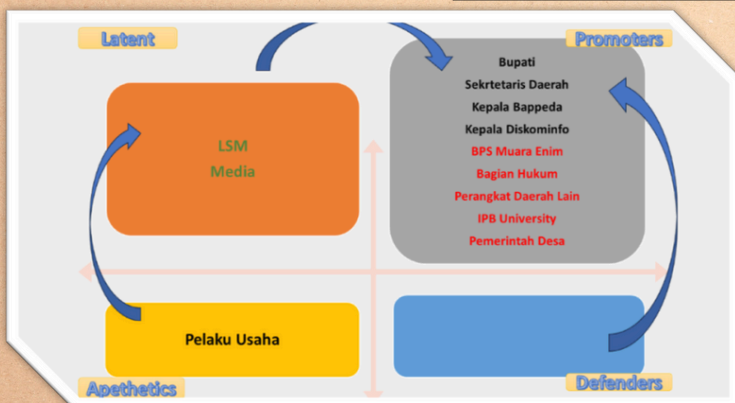 Latent
Promoters
Bupati
Sekrtetaris Daerah
Kepala Bappeda
Kepala Diskominfo
BPS Muara Enim
Bagian Hukum
Perangkat Daerah Lain
IPB University
Pemerintah Desa
LSM
Media
Pelaku Usaha
Apethetics
Defenders